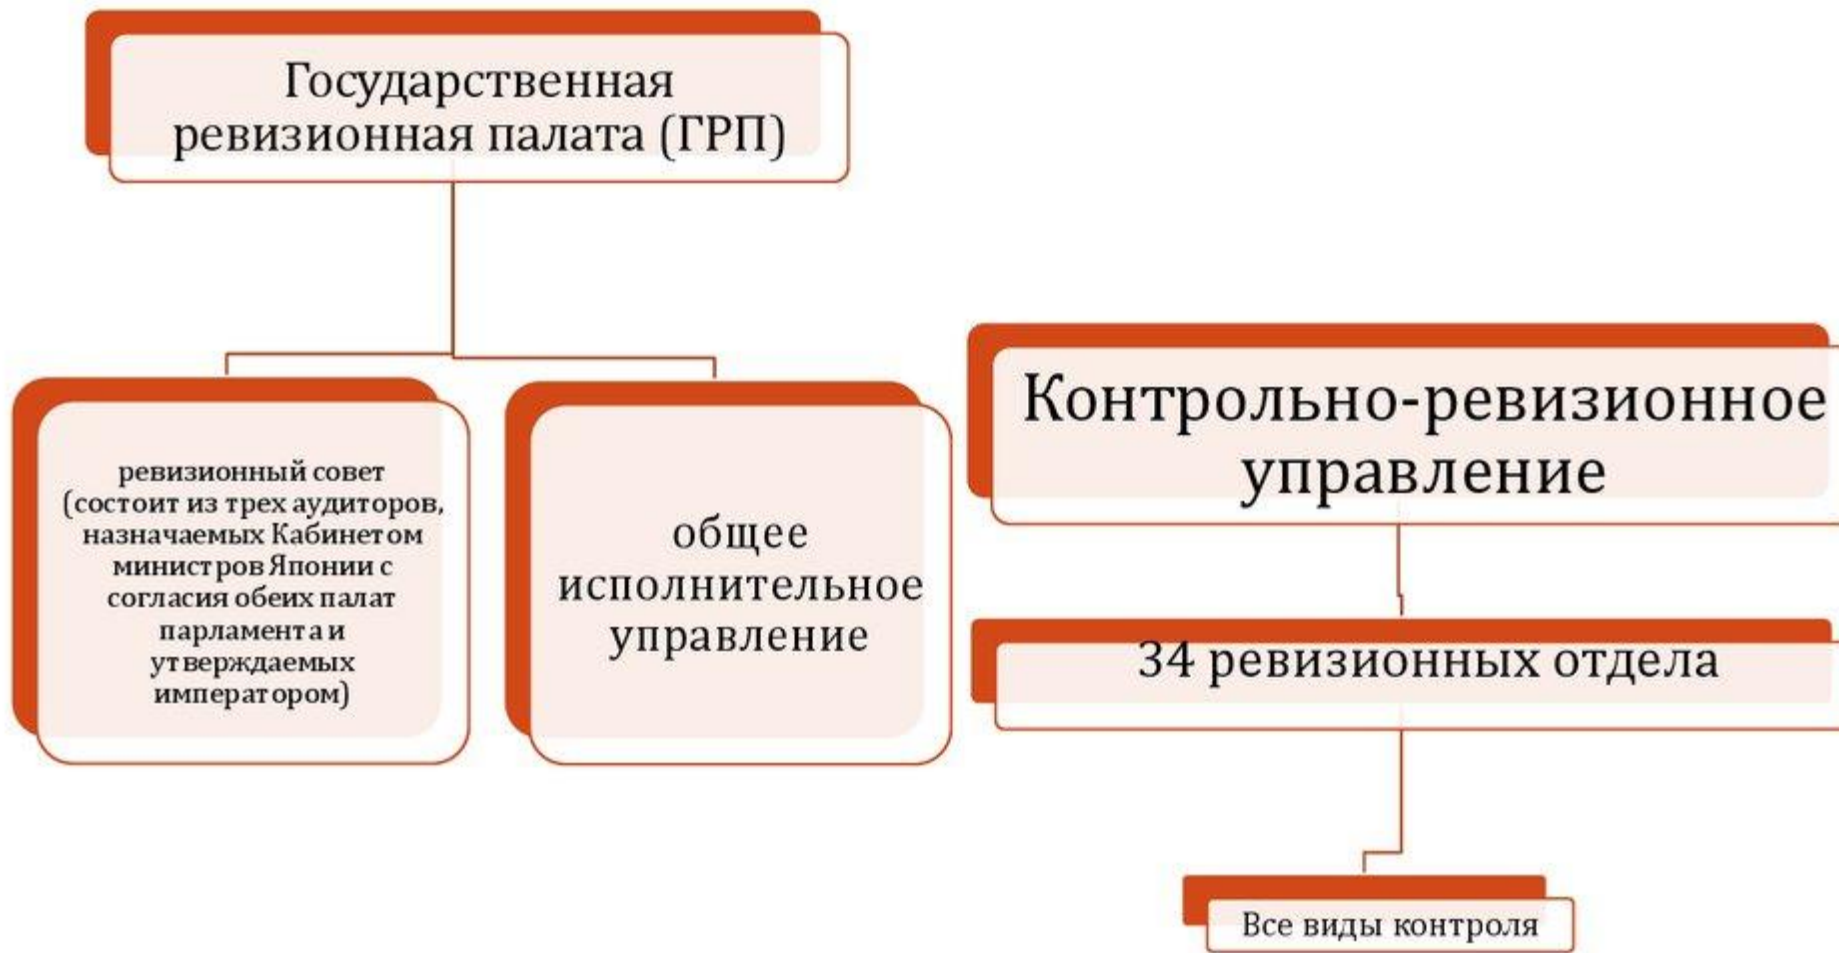 Государственная
ревизионная палата (ГРП)
ревизионный совет
(состоит из трех аудиторов,
назначаемых Кабинетом
министров Японии с
согласия обеих палат
парламента и
утверждаемых
императором)
общее
исполнительное
управление
Контрольно-ревизионное
управление
34 ревизионных отдела
Все виды контроля